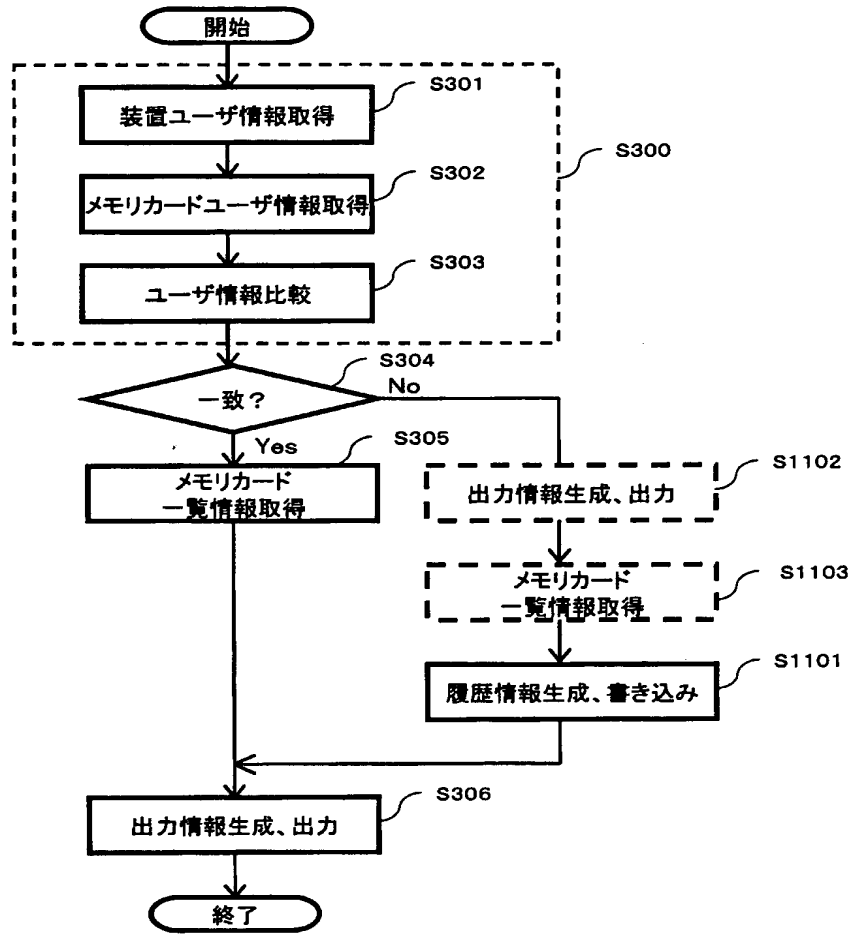 開始
S301
装置ユーザ情報取得
S300
S302
メモリカードユーザ情報取得
S303
ユーザ情報比較
S304
一致？
No
Yes
S305
メモリカード
一覧情報取得
S1102
出力情報生成、出力
S1103
メモリカード
一覧情報取得
S1101
履歴情報生成、書き込み
S306
出力情報生成、出力
終了